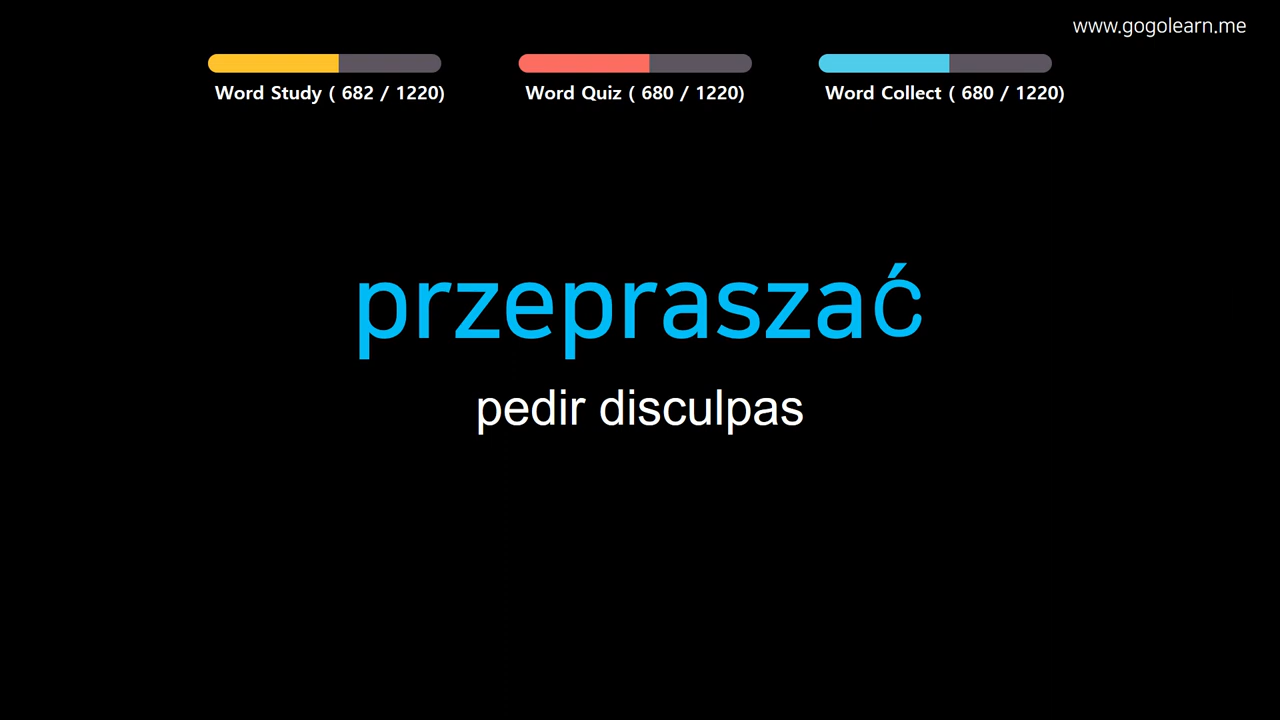 www.gogolearn.me
Word Study ( 682 / 1220)
Word Quiz ( 680 / 1220)
Word Collect ( 680 / 1220)
przepraszać
pedir disculpas